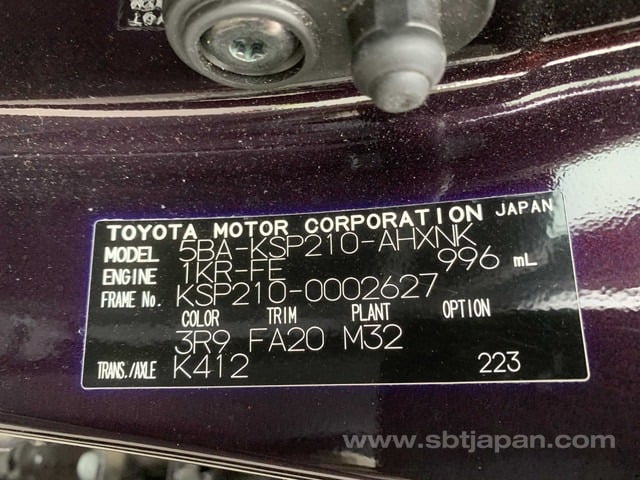 TOYOTA MOTOR CORPORATION JAPAN
MODEL 5BA-KSP210-AHXNK
ENGINE 1KR-FE 996 mL
FRAME No. KSP210-0002627
COLOR TRIM PLANT OPTION
3R9 FA20 M32
TRANS./AXLE K412 223
www.sbtjapan.com